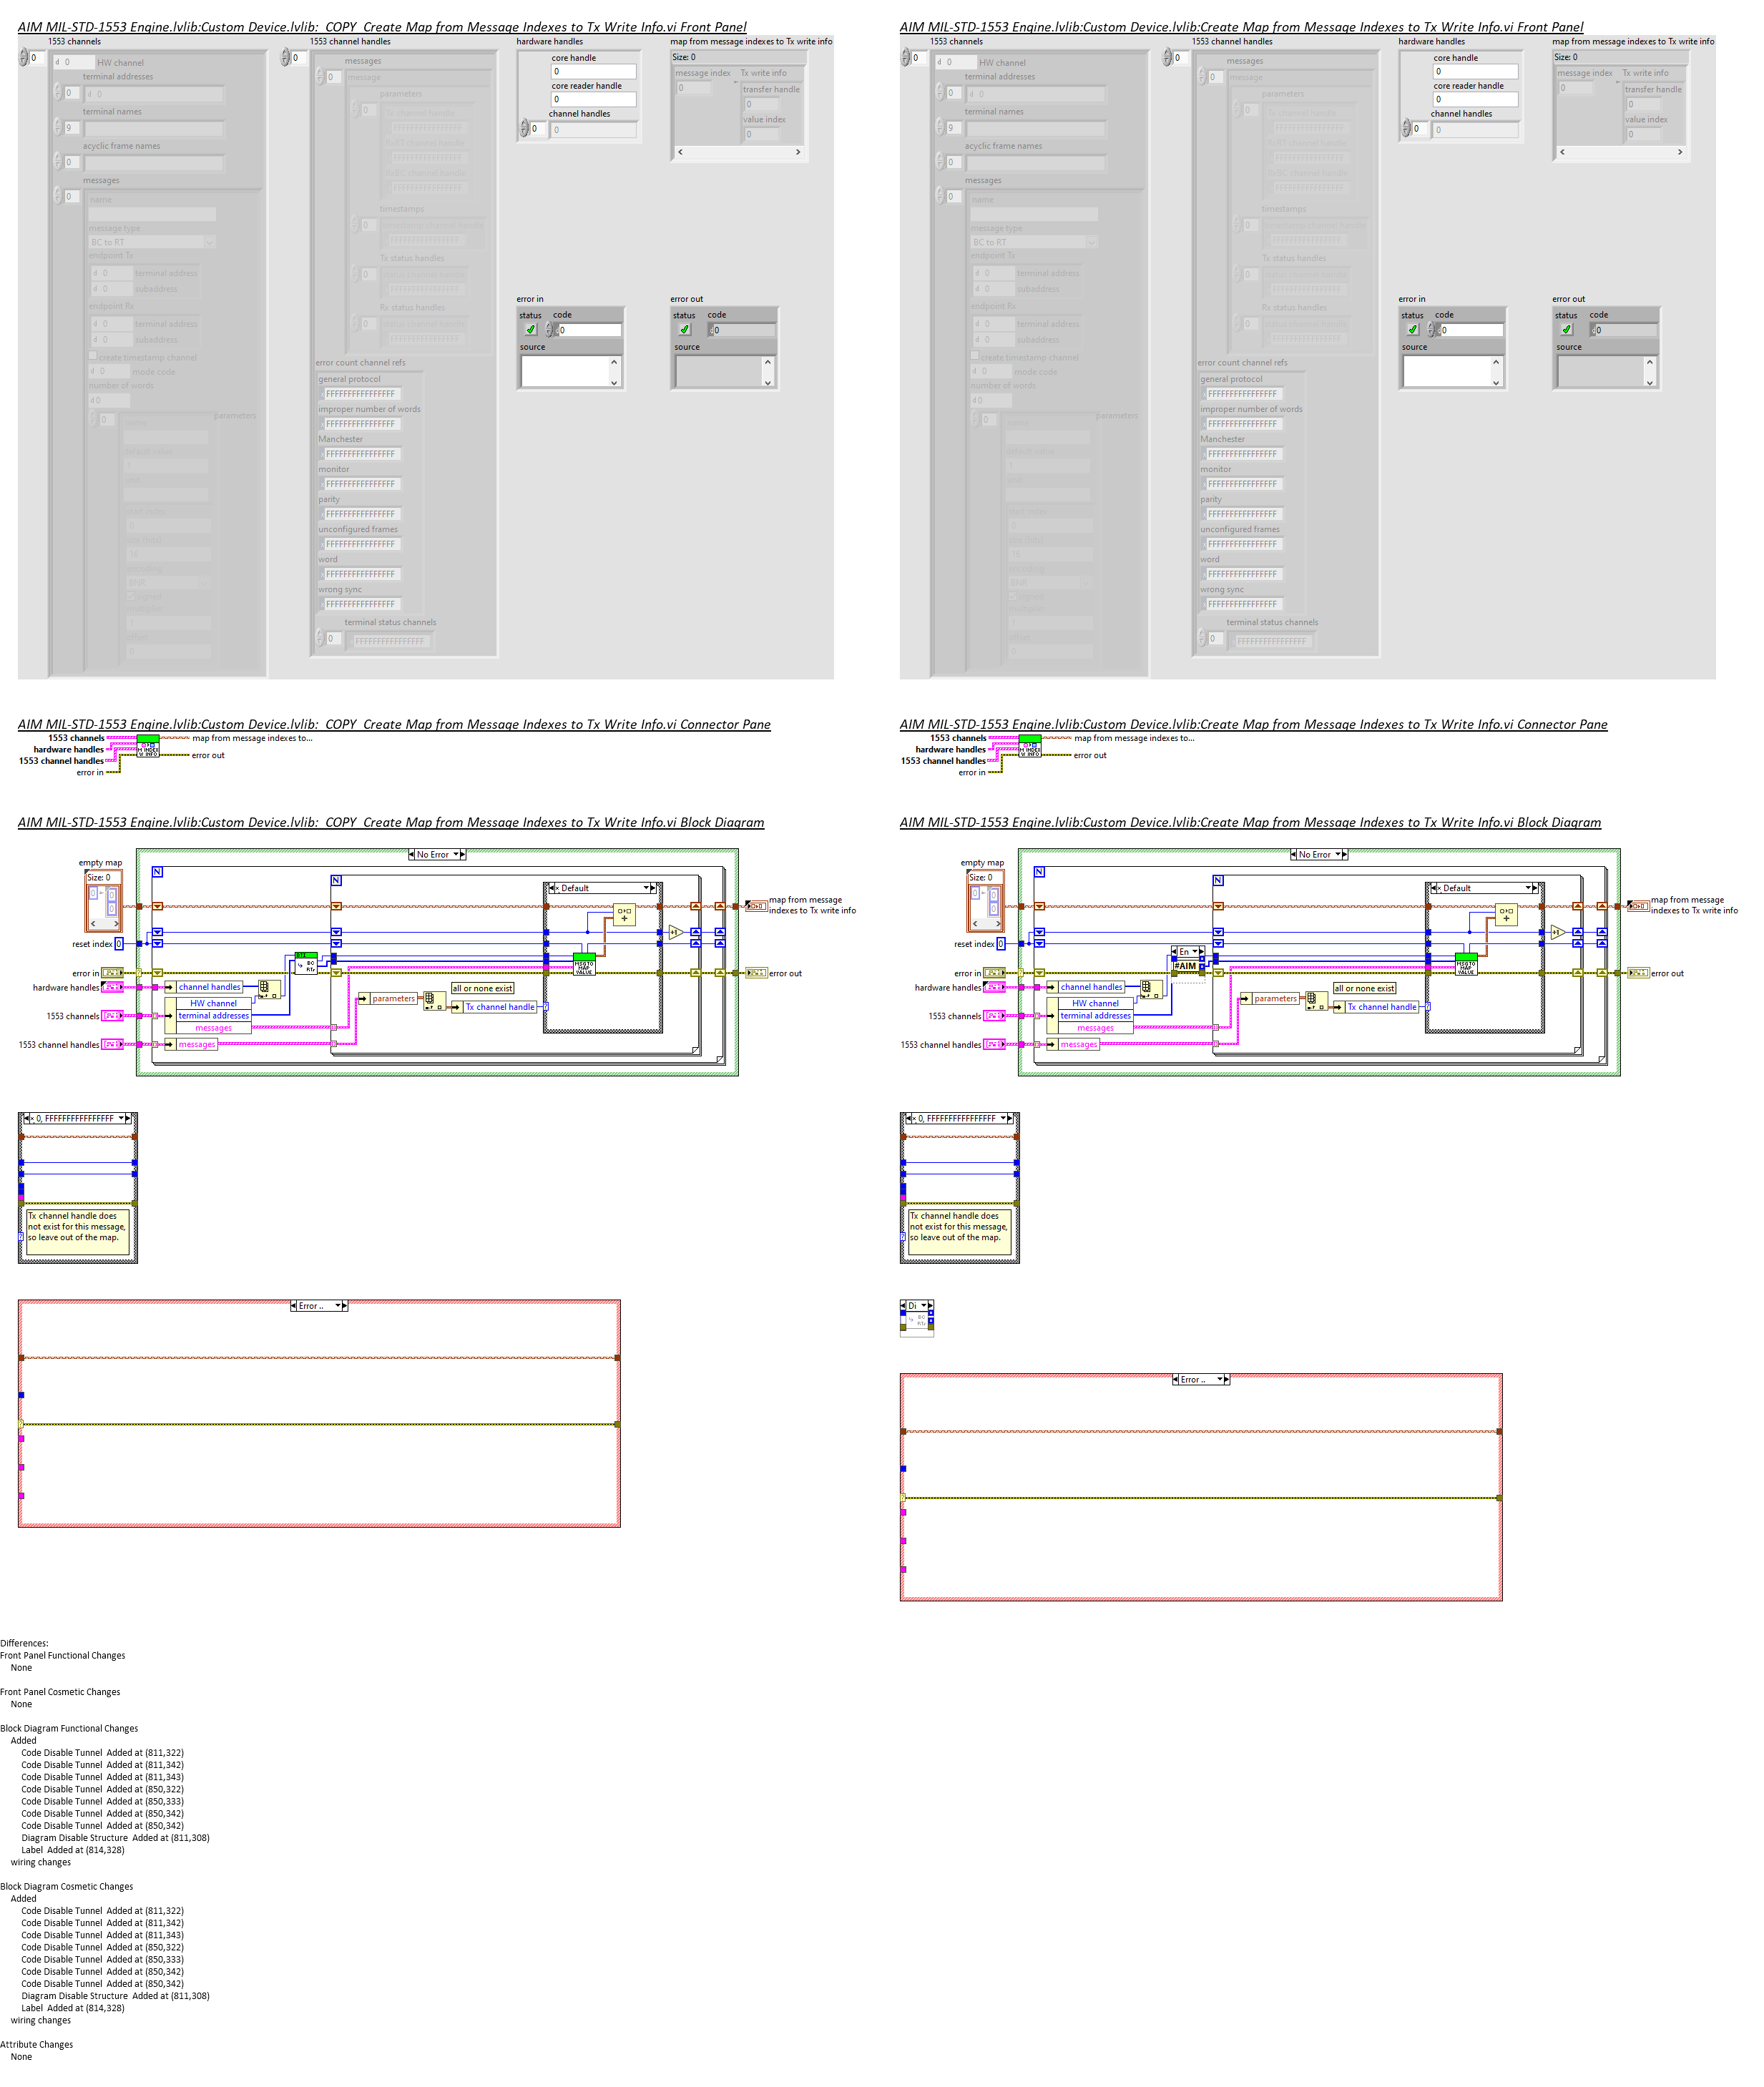 AIM MIL-STD-1553 Engine.lvlib:Custom Device.lvlib:  COPY  Create Map from Message Indexes to Tx Write Info.vi Front Panel
1553 channels
0
d 0 HW channel
terminal addresses
0 d 0
terminal names
9
acyclic frame names
0
messages
0
name
message type
BC to RT
endpoint Tx
d 0 terminal address
d 0 subaddress
endpoint Rx
d 0 terminal address
d 0 subaddress
create timestamp channel
d 0 mode code
number of words
d 0
0 parameters
1553 channel handles
0
messages
0 message
parameters
0 Tx channel handle
FFFFFFFFFFFFFFFF
FFFFFFFFFFFFFFFF
FFFFFFFFFFFFFFFF
timestamps
0
FFFFFFFFFFFFFFFF
Tx status handles
0
FFFFFFFFFFFFFFFF
Rx status handles
0
FFFFFFFFFFFFFFFF
error count channel refs
general protocol
FFFFFFFFFFFFFFFF
improper number of words
FFFFFFFFFFFFFFFF
Manchester
FFFFFFFFFFFFFFFF
monitor
FFFFFFFFFFFFFFFF
parity
FFFFFFFFFFFFFFFF
unconfigured frames
FFFFFFFFFFFFFFFF
word
FFFFFFFFFFFFFFFF
wrong sync
FFFFFFFFFFFFFFFF
terminal status channels
0 FFFFFFFFFFFFFFFF
hardware handles
core handle
0
core reader handle
0
channel handles
0 0
map from message indexes to Tx write info
Size: 0
message index Tx write info
0 transfer handle
0
value index
0
error in
status code
0
source
error out
status code
0
source
AIM MIL-STD-1553 Engine.lvlib:Custom Device.lvlib:Create Map from Message Indexes to Tx Write Info.vi Front Panel
1553 channels
0
d 0 HW channel
terminal addresses
0 d 0
terminal names
9
acyclic frame names
0
messages
0
name
message type
BC to RT
endpoint Tx
d 0 terminal address
d 0 subaddress
endpoint Rx
d 0 terminal address
d 0 subaddress
create timestamp channel
d 0 mode code
number of words
d 0
0 parameters
1553 channel handles
0
messages
0 message
parameters
0 Tx channel handle
FFFFFFFFFFFFFFFF
FFFFFFFFFFFFFFFF
FFFFFFFFFFFFFFFF
timestamps
0
FFFFFFFFFFFFFFFF
Tx status handles
0
FFFFFFFFFFFFFFFF
Rx status handles
0
FFFFFFFFFFFFFFFF
error count channel refs
general protocol
FFFFFFFFFFFFFFFF
improper number of words
FFFFFFFFFFFFFFFF
Manchester
FFFFFFFFFFFFFFFF
monitor
FFFFFFFFFFFFFFFF
parity
FFFFFFFFFFFFFFFF
unconfigured frames
FFFFFFFFFFFFFFFF
word
FFFFFFFFFFFFFFFF
wrong sync
FFFFFFFFFFFFFFFF
terminal status channels
0 FFFFFFFFFFFFFFFF
hardware handles
core handle
0
core reader handle
0
channel handles
0 0
map from message indexes to Tx write info
Size: 0
message index Tx write info
0 transfer handle
0
value index
0
error in
status code
0
source
error out
status code
0
source
AIM MIL-STD-1553 Engine.lvlib:Custom Device.lvlib:  COPY  Create Map from Message Indexes to Tx Write Info.vi Connector Pane
1553 channels map from message indexes to...
hardware handles
1553 channel handles error out
error in
AIM MIL-STD-1553 Engine.lvlib:Custom Device.lvlib:Create Map from Message Indexes to Tx Write Info.vi Connector Pane
1553 channels map from message indexes to...
hardware handles
1553 channel handles error out
error in
AIM MIL-STD-1553 Engine.lvlib:Custom Device.lvlib:  COPY  Create Map from Message Indexes to Tx Write Info.vi Block Diagram
No Error
empty map
Size: 0
N
N
Default
map from message
indexes to Tx write info
reset index 0
error in
error out
hardware handles
channel handles
HW channel
terminal addresses
messages
1553 channels
1553 channel handles
messages
parameters
all or none exist
Tx channel handle
BC
RTs
MSG TO
MAP
VALUE
0, FFFFFFFFFFFFFFFF
Tx channel handle does
not exist for this message,
so leave out of the map.
Error ..
AIM MIL-STD-1553 Engine.lvlib:Custom Device.lvlib:Create Map from Message Indexes to Tx Write Info.vi Block Diagram
No Error
empty map
Size: 0
N
N
Default
map from message
indexes to Tx write info
reset index 0
En
#AIM
error in
error out
hardware handles
channel handles
HW channel
terminal addresses
messages
1553 channels
1553 channel handles
messages
parameters
all or none exist
Tx channel handle
MSG TO
MAP
VALUE
0, FFFFFFFFFFFFFFFF
Tx channel handle does
not exist for this message,
so leave out of the map.
Di
Error ..
Differences:
Front Panel Functional Changes
None
Front Panel Cosmetic Changes
None
Block Diagram Functional Changes
Added
Code Disable Tunnel  Added at (811,322)
Code Disable Tunnel  Added at (811,342)
Code Disable Tunnel  Added at (811,343)
Code Disable Tunnel  Added at (850,322)
Code Disable Tunnel  Added at (850,333)
Code Disable Tunnel  Added at (850,342)
Code Disable Tunnel  Added at (850,342)
Diagram Disable Structure  Added at (811,308)
Label  Added at (814,328)
wiring changes
Block Diagram Cosmetic Changes
Added
Code Disable Tunnel  Added at (811,322)
Code Disable Tunnel  Added at (811,342)
Code Disable Tunnel  Added at (811,343)
Code Disable Tunnel  Added at (850,322)
Code Disable Tunnel  Added at (850,333)
Code Disable Tunnel  Added at (850,342)
Code Disable Tunnel  Added at (850,342)
Diagram Disable Structure  Added at (811,308)
Label  Added at (814,328)
wiring changes
Attribute Changes
None